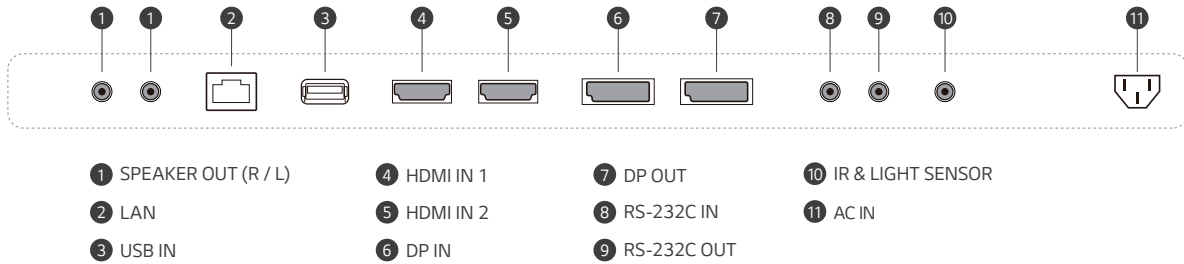 1 1 2 3 4 5 6 7 8 9 10 11
1 SPEAKER OUT (R / L)
2 LAN
3 USB IN
4 HDMI IN 1
5 HDMI IN 2
6 DP IN
7 DP OUT
8 RS-232C IN
9 RS-232C OUT
10 IR & LIGHT SENSOR
11 AC IN